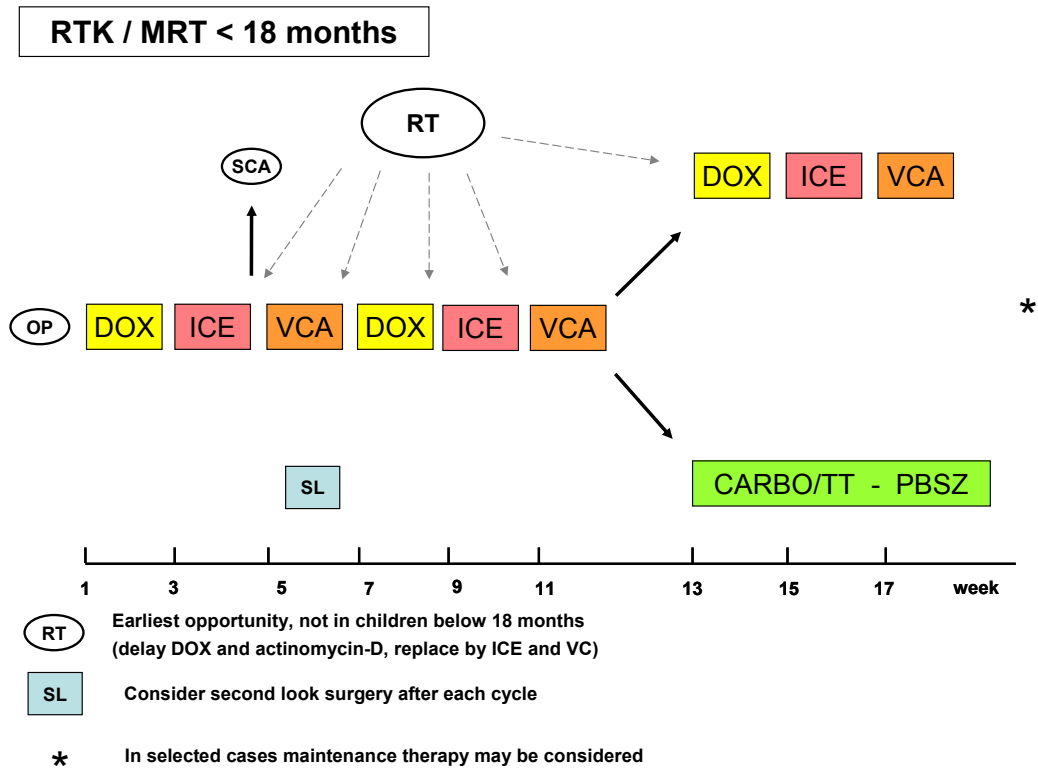 RTK / MRT < 18 months
RT
SCA
DOX ICE VCA
OP DOX ICE VCA DOX ICE VCA
*
SL
CARBO/TT - PBSZ
1 3 5 7 9 11 13 15 17 week
RT Earliest opportunity, not in children below 18 months
(delay DOX and actinomycin-D, replace by ICE and VC)
SL Consider second look surgery after each cycle
* In selected cases maintenance therapy may be considered